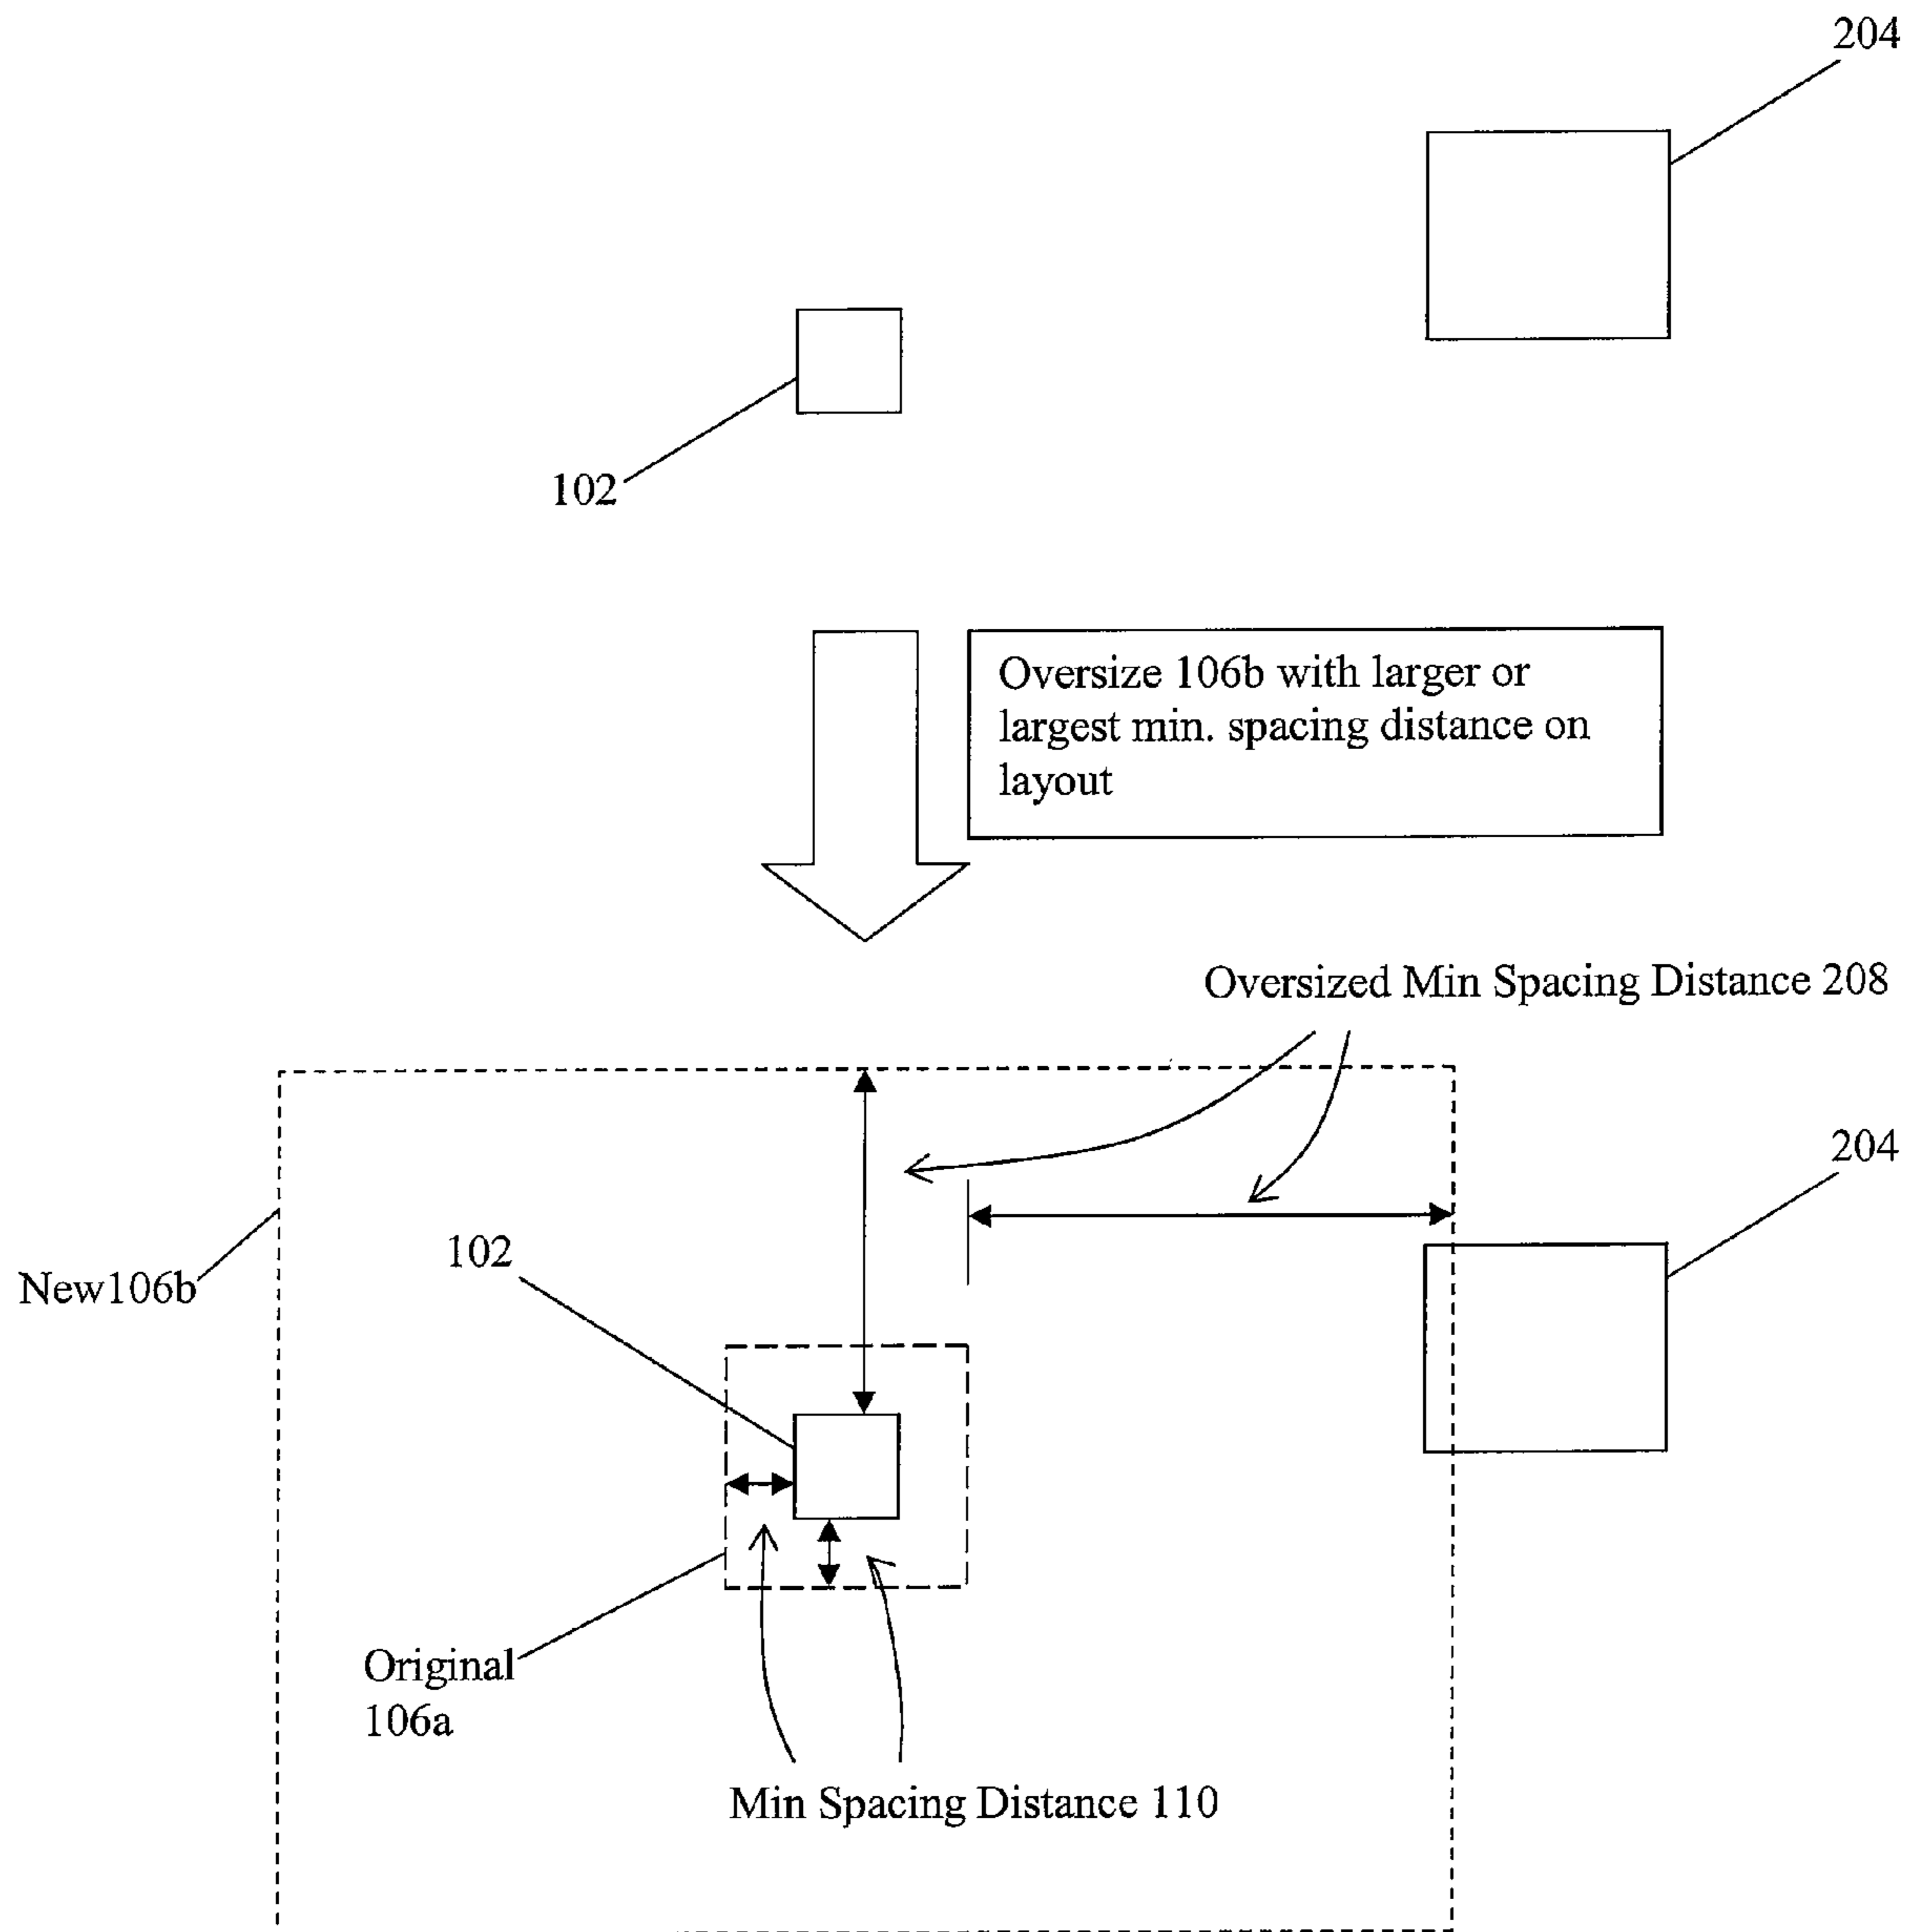 204
102
Oversize 106b with larger or
largest min. spacing distance on
layout
Oversized Min Spacing Distance 208
204
102
New106b
Original
106a
Min Spacing Distance 110